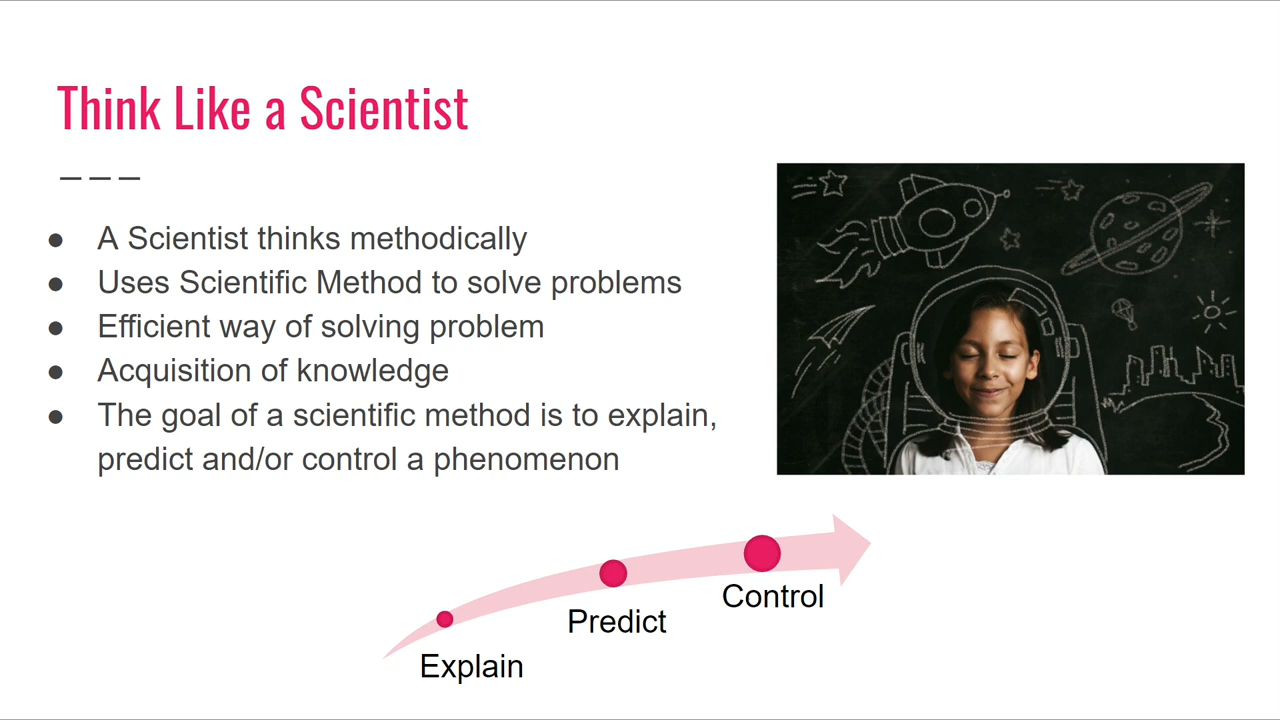 Think Like a Scientist
● A Scientist thinks methodically
● Uses Scientific Method to solve problems
● Efficient way of solving problem
● Acquisition of knowledge
● The goal of a scientific method is to explain,
predict and/or control a phenomenon
Explain
Predict
Control